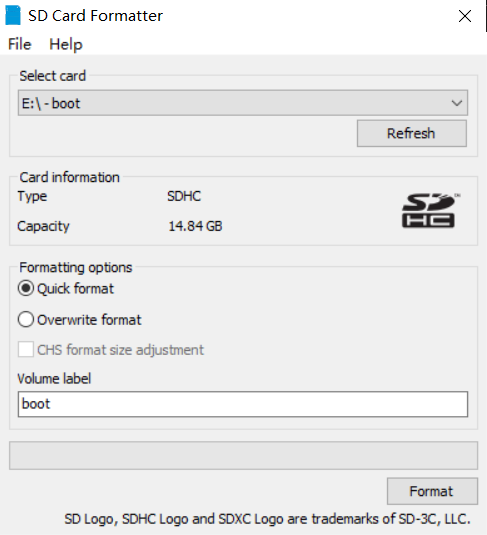 SD Card Formatter
File Help
Select card
E:\ - boot
Refresh
Card information
Type SDHC
Capacity 14.84 GB
SD HC ™
Formatting options
Quick format
Overwrite format
CHS format size adjustment
Volume label
boot
Format
SD Logo, SDHC Logo and SDXC Logo are trademarks of SD-3C, LLC.